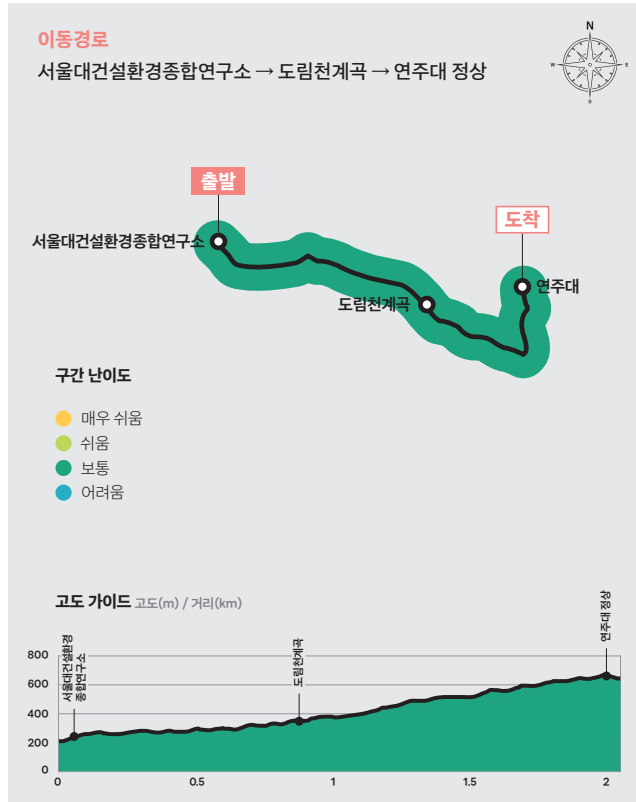 이동경로
서울대건설환경종합연구소 → 도림천계곡 → 연주대 정상
N
W
E
S
출발
도착
서울대건설환경종합연구소
연주대
도림천계곡
구간 난이도
매우 쉬움
쉬움
보통
어려움
고도 가이드 고도(m) / 거리(km)
서울대건설환경
종합연구소
도림천계곡
연주대 정상
800
600
400
200
0
0
0.5
1
1.5
2